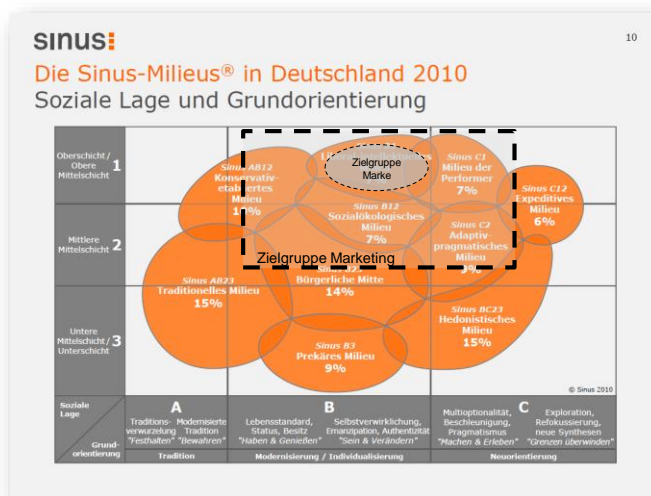 sinus
10
Die Sinus-Milieus® in Deutschland 2010
Soziale Lage und Grundorientierung
Oberschicht /
Obere
Mittelschicht
1
Mittlere
Mittelschicht
2
Untere
Mittelschicht /
Unterschicht
3
Sinus AB12
Konservativ-
etabliertes
Milieu
Zielgruppe
Marke
Sinus C1
Milieu der
Performer
7%
Sinus C12
Expeditives
Milieu
6%
Sinus B12
Sozialökologisches
Milieu
7%
Sinus C2
Adaptiv-
pragmatisches
Milieu
Zielgruppe Marketing
Sinus AB23
Traditionelles Milieu
15%
Bürgerliche Mitte
14%
Sinus BC23
Hedonistisches
Milieu
15%
Sinus B3
Prekäres Milieu
9%
© Sinus 2010
Soziale
Lage
Grund-
orientierung
A
Traditions-
verwurzelung
"Festhalten"
Modernisierte
Tradition
"Bewahren"
Tradition
B
Lebensstandard,
Status, Besitz
"Haben & Genießen"
Selbstverwirklichung,
Emanzipation, Authentizität
"Sein & Verändern"
Modernisierung / Individualisierung
C
Multioptionalität,
Beschleunigung,
Pragmatismus
"Machen & Erleben"
Exploration,
Refokussierung,
neue Synthesen
"Grenzen überwinden"
Neuorientierung